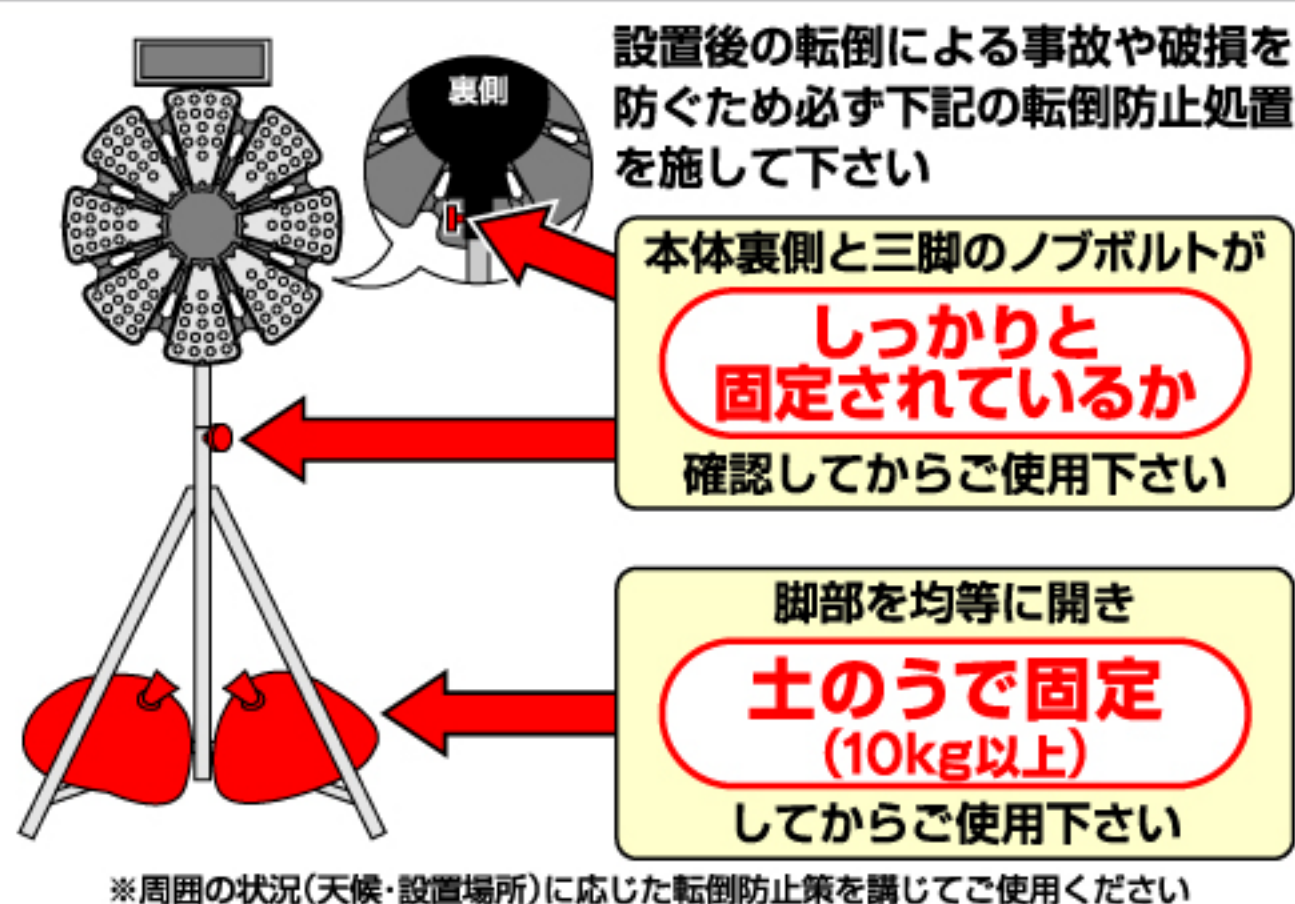 設置後の転倒による事故や破損を
防ぐため必ず下記の転倒防止処置
を施して下さい
裏側
本体裏側と三脚のノブボルトが
しっかりと
固定されているか
確認してからご使用下さい
脚部を均等に開き
土のうで固定
(10kg以上)
してからご使用下さい
※周囲の状況(天候・設置場所)に応じた転倒防止策を講じてご使用ください